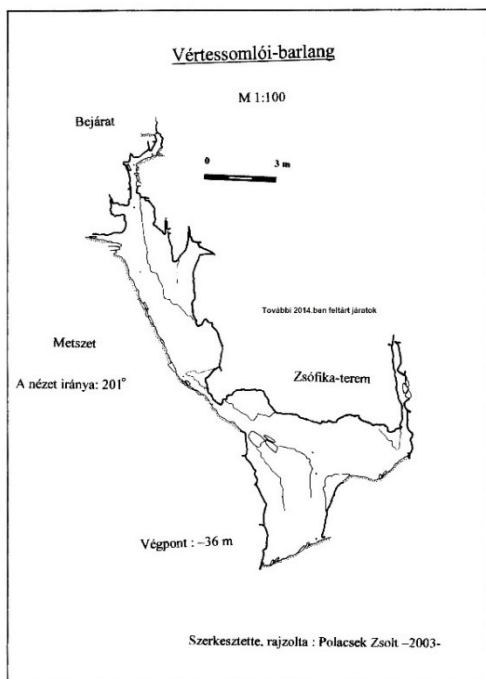 Vértessomlói-barlang
M 1:100
Bejárat
0 3 m
További 2014.ben feltárt járatok
Metszet
Zsófika-terem
A nézet iránya: 201°
Végpont : –36 m
Szerkesztette, rajzolta : Polacsek Zsolt –2003-